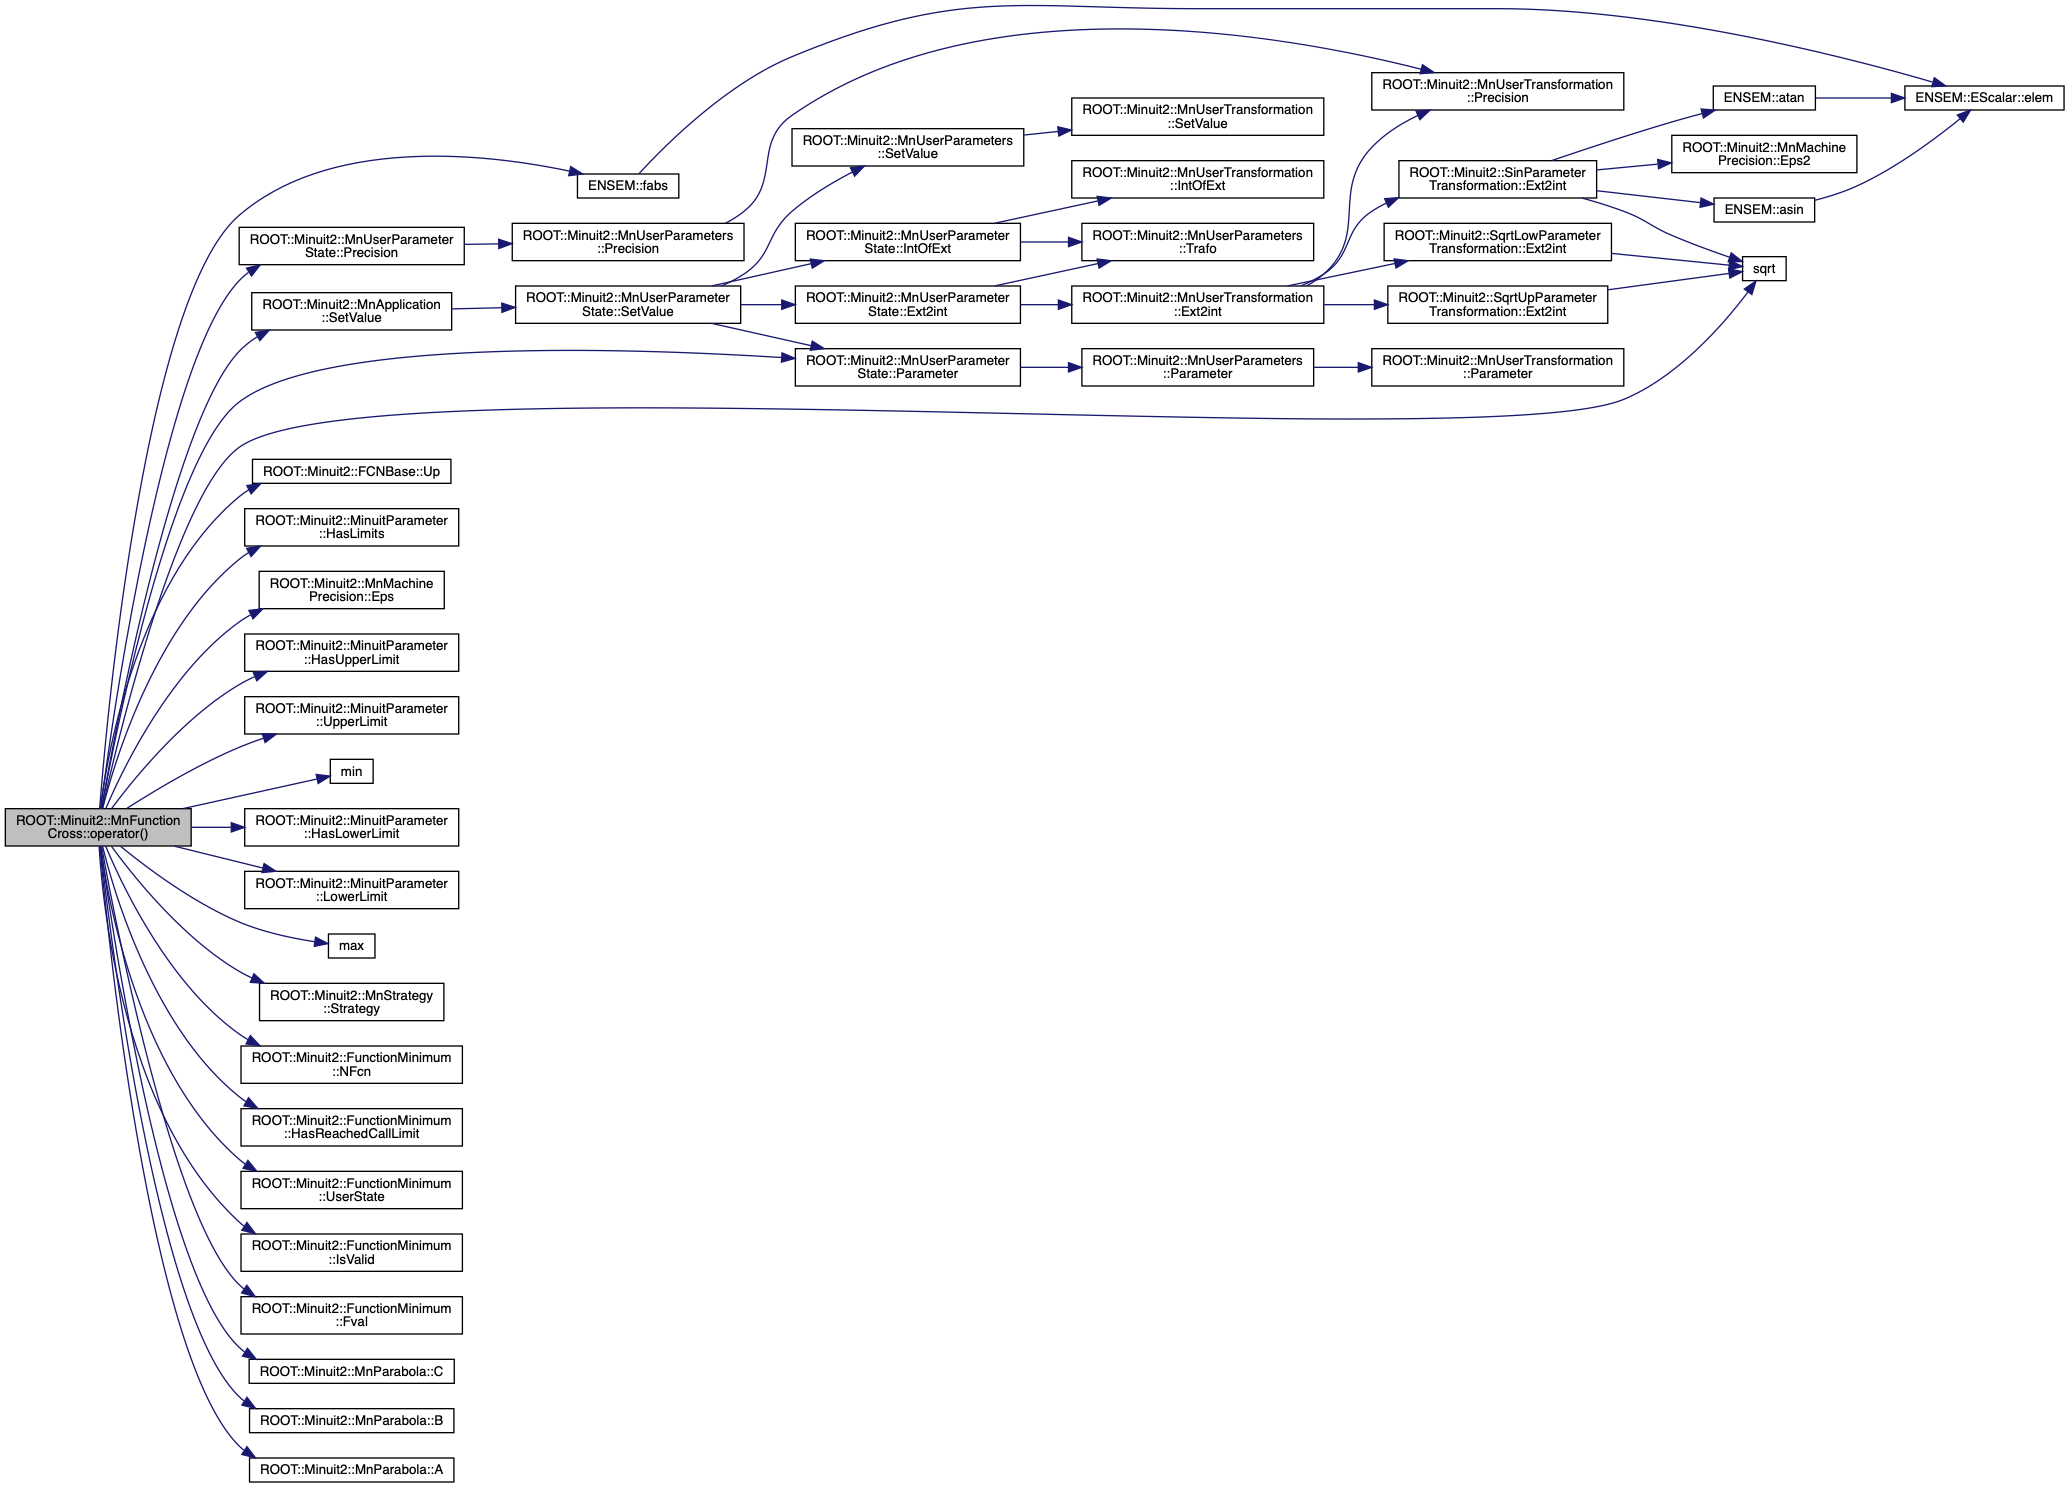 ROOT::Minuit2::MnFunction
Cross::operator()
ENSEM::fabs
ROOT::Minuit2::MnUserParameter
State::Precision
ROOT::Minuit2::MnUserParameters
::Precision
ROOT::Minuit2::MnApplication
::SetValue
ROOT::Minuit2::MnUserParameter
State::SetValue
ROOT::Minuit2::MnUserParameters
::SetValue
ROOT::Minuit2::MnUserTransformation
::SetValue
ROOT::Minuit2::MnUserParameter
State::IntOfExt
ROOT::Minuit2::MnUserTransformation
::IntOfExt
ROOT::Minuit2::MnUserParameters
::Trafo
ROOT::Minuit2::MnUserParameter
State::Ext2int
ROOT::Minuit2::MnUserTransformation
::Ext2int
ROOT::Minuit2::MnUserParameter
State::Parameter
ROOT::Minuit2::MnUserParameters
::Parameter
ROOT::Minuit2::MnUserTransformation
::Parameter
ROOT::Minuit2::MnUserTransformation
::Precision
ROOT::Minuit2::SinParameter
Transformation::Ext2int
ROOT::Minuit2::SqrtLowParameter
Transformation::Ext2int
ROOT::Minuit2::SqrtUpParameter
Transformation::Ext2int
ENSEM::atan
ROOT::Minuit2::MnMachine
Precision::Eps2
ENSEM::asin
sqrt
ENSEM::EScalar::elem
ROOT::Minuit2::FCNBase::Up
ROOT::Minuit2::MinuitParameter
::HasLimits
ROOT::Minuit2::MnMachine
Precision::Eps
ROOT::Minuit2::MinuitParameter
::HasUpperLimit
ROOT::Minuit2::MinuitParameter
::UpperLimit
min
ROOT::Minuit2::MinuitParameter
::HasLowerLimit
ROOT::Minuit2::MinuitParameter
::LowerLimit
max
ROOT::Minuit2::MnStrategy
::Strategy
ROOT::Minuit2::FunctionMinimum
::NFcn
ROOT::Minuit2::FunctionMinimum
::HasReachedCallLimit
ROOT::Minuit2::FunctionMinimum
::UserState
ROOT::Minuit2::FunctionMinimum
::IsValid
ROOT::Minuit2::FunctionMinimum
::Fval
ROOT::Minuit2::MnParabola::C
ROOT::Minuit2::MnParabola::B
ROOT::Minuit2::MnParabola::A